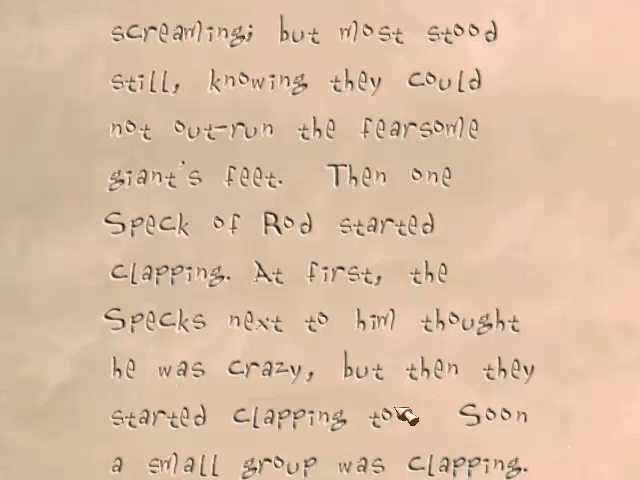 screaming; but most stood
still, knowing they could
not out-run the fearsome
giant's feet. Then one
Speck of Rod started
clapping. At first, the
Specks next to him thought
he was crazy, but then they
started clapping Soon
a small group was clapping.